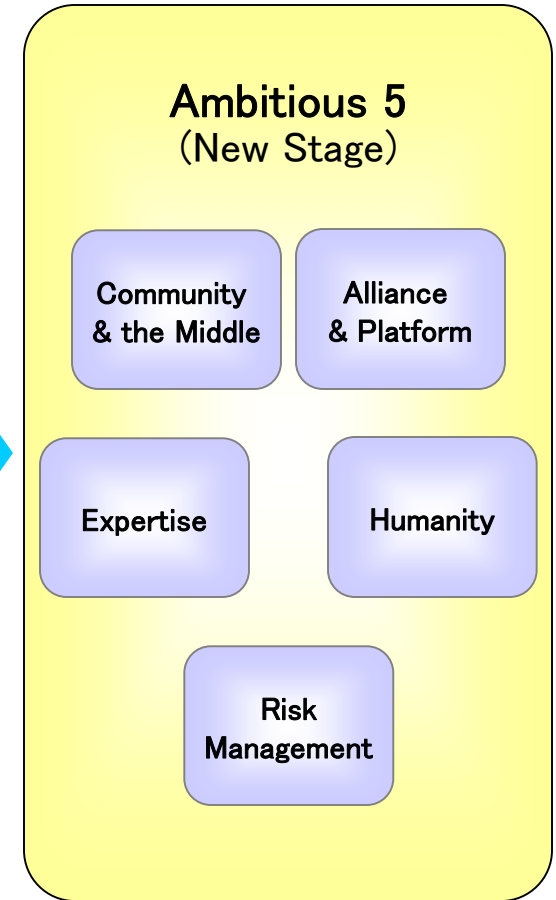 Ambitious 5
(New Stage)
Community
& the Middle
Alliance
& Platform
Expertise
Humanity
Risk
Management